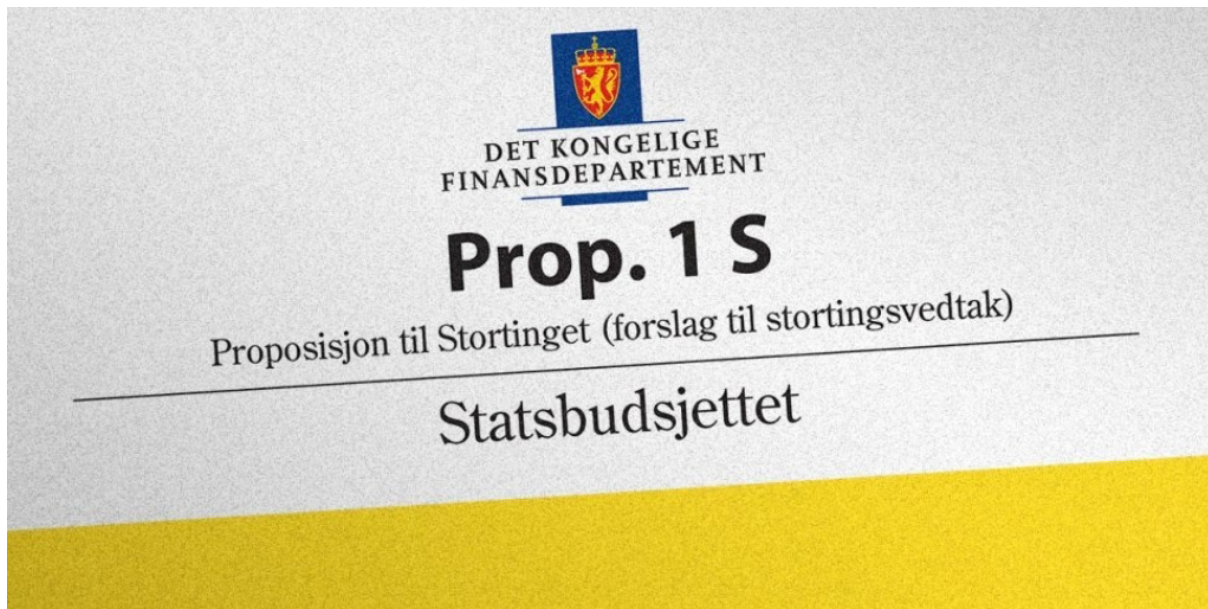 DET KONGELIGE
FINANSDEPARTEMENT
Prop. 1 S
Proposisjon til Stortinget (forslag til stortingsvedtak)
Statsbudsjettet